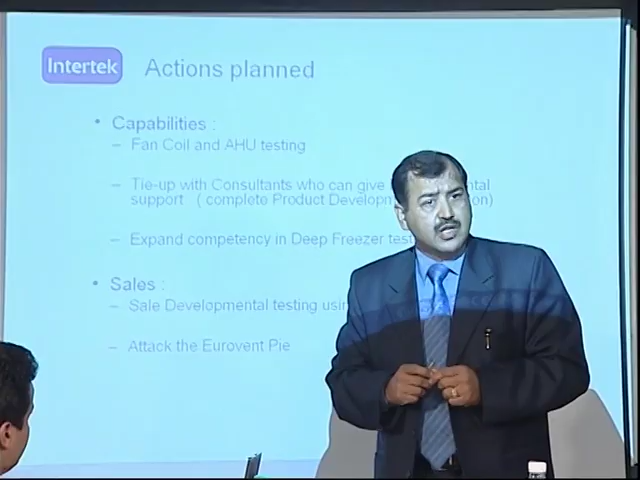 Intertek
Actions planned
• Capabilities :
– Fan Coil and AHU testing
– Tie-up with Consultants who can give
support ( complete Product
– Expand competency in Deep Freezer
• Sales :
– Sale Developmental testing
– Attack the Eurovent Pie